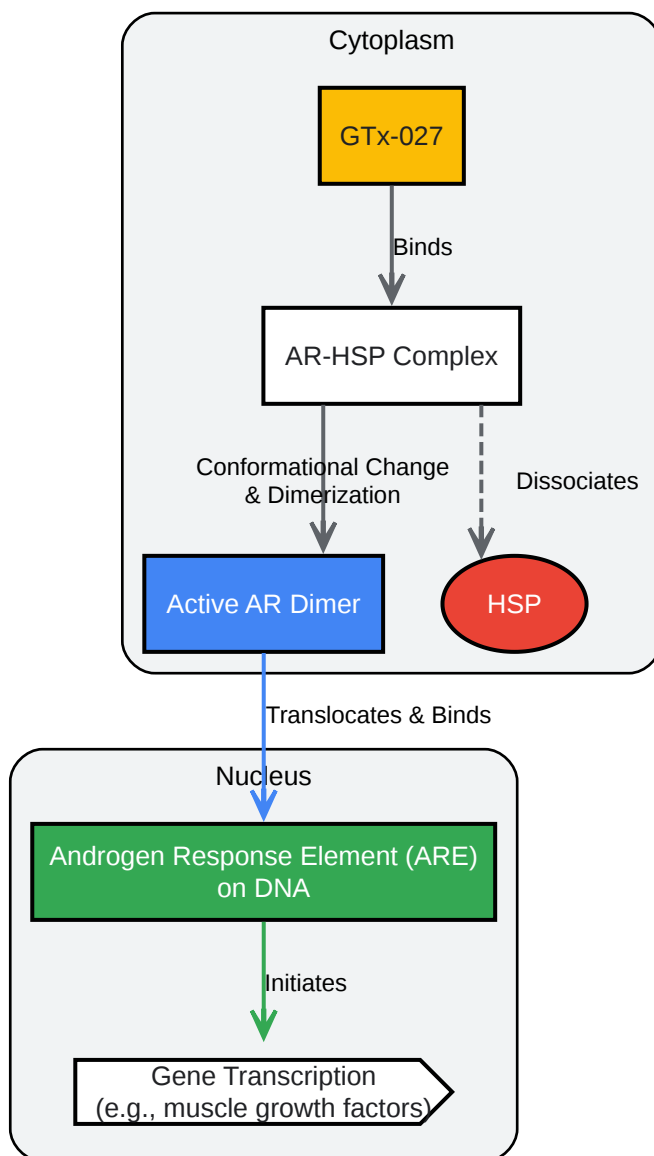 Cytoplasm
GTx-027
Binds
AR-HSP Complex
Conformational Change
& Dimerization
Dissociates
Active AR Dimer
HSP
Translocates & Binds
Nucleus
Androgen Response Element (ARE)
on DNA
Initiates
Gene Transcription
(e.g., muscle growth factors)